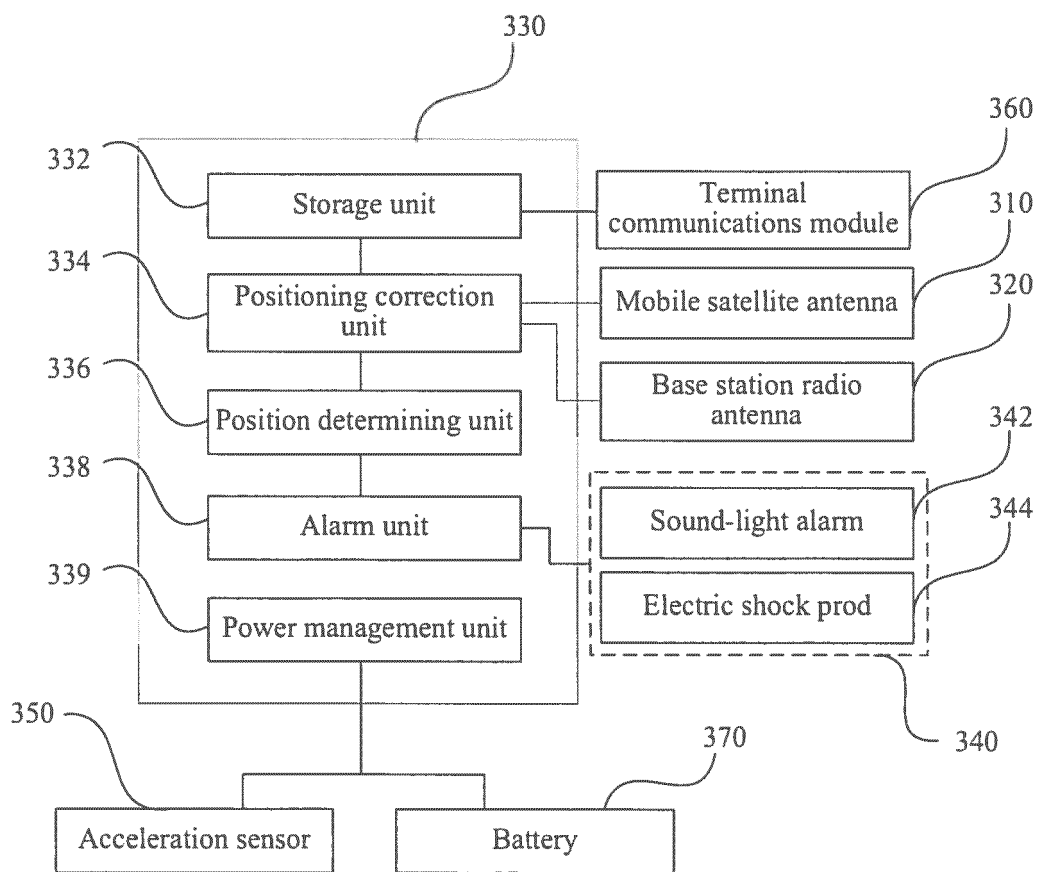 330
360
332
Storage unit
Terminal
communications module
310
334
Positioning correction
unit
Mobile satellite antenna
320
336
Position determining unit
Base station radio
antenna
342
338
Alarm unit
Sound-light alarm
344
339
Power management unit
Electric shock prod
350
370
340
Acceleration sensor
Battery